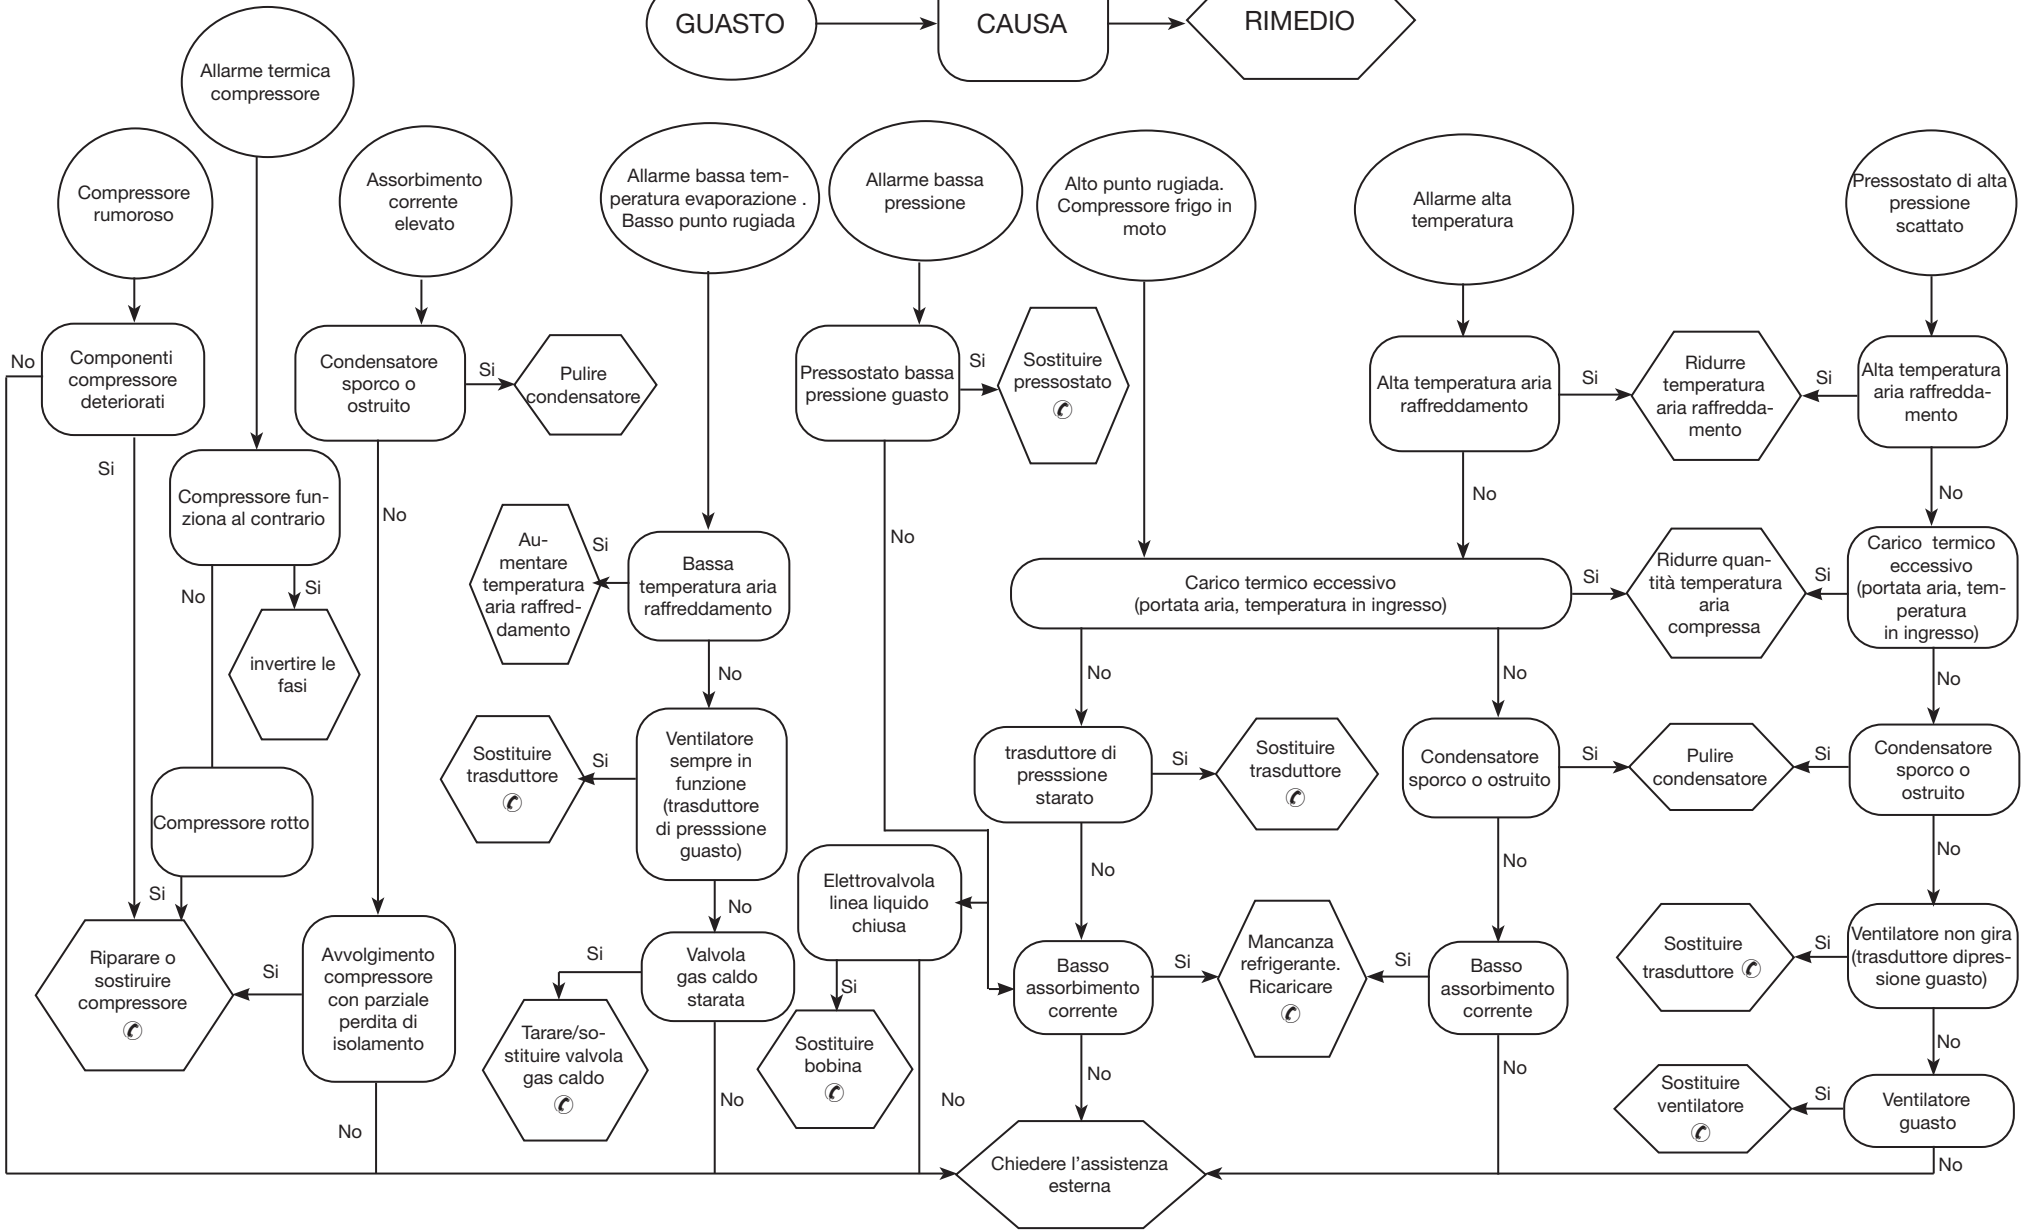 GUASTO
CAUSA
RIMEDIO
Allarme termica
compressore
Compressore
rumoroso
Assorbimento
corrente
elevato
Allarme bassa tem-
peratura evaporazione .
Basso punto rugiada
Allarme bassa
pressione
Alto punto rugiada.
Compressore frigo in
moto
Allarme alta
temperatura
Pressostato di alta
pressione
scattato
No
Componenti
compressore
deteriorati
Si
Condensatore
sporco o
ostruito
Si
Pulire
condensatore
Pressostato bassa
pressione guasto
Si
Sostituire
pressostato
Alta temperatura aria
raffreddamento
Si
Ridurre
temperatura
aria raffredda-
mento
Si
Alta temperatura
aria raffredda-
mento
Compressore fun-
ziona al contrario
No
No
No
No
Au-
mentare
temperatura
aria raffred-
damento
Si
Bassa
temperatura aria
raffreddamento
Carico termico eccessivo
(portata aria, temperatura in ingresso)
Si
Ridurre quan-
tità temperatura
aria
compressa
Si
Carico  termico
eccessivo
(portata aria, tem-
peratura
in ingresso)
No
Si
invertire le
fasi
No
No
No
No
Sostituire
trasduttore
Si
Ventilatore
sempre in
funzione
(trasduttore
di presssione
guasto)
trasduttore di
presssione
starato
Si
Sostituire
trasduttore
Condensatore
sporco o ostruito
Si
Pulire
condensatore
Si
Condensatore
sporco o
ostruito
Compressore rotto
Si
No
No
No
No
Elettrovalvola
linea liquido
chiusa
Riparare o
sostiruire
compressore
Si
Avvolgimento
compressore
con parziale
perdita di
isolamento
Si
Valvola
gas caldo
starata
Si
Basso
assorbimento
corrente
Si
Mancanza
refrigerante.
Ricaricare
Si
Basso
assorbimento
corrente
Sostituire
trasduttore
Si
Ventilatore non gira
(trasduttore dipres-
sione guasto)
Tarare/so-
stituire valvola
gas caldo
Sostituire
bobina
No
No
No
No
No
No
Sostituire
ventilatore
Si
Ventilatore
guasto
Chiedere l'assistenza
esterna
No